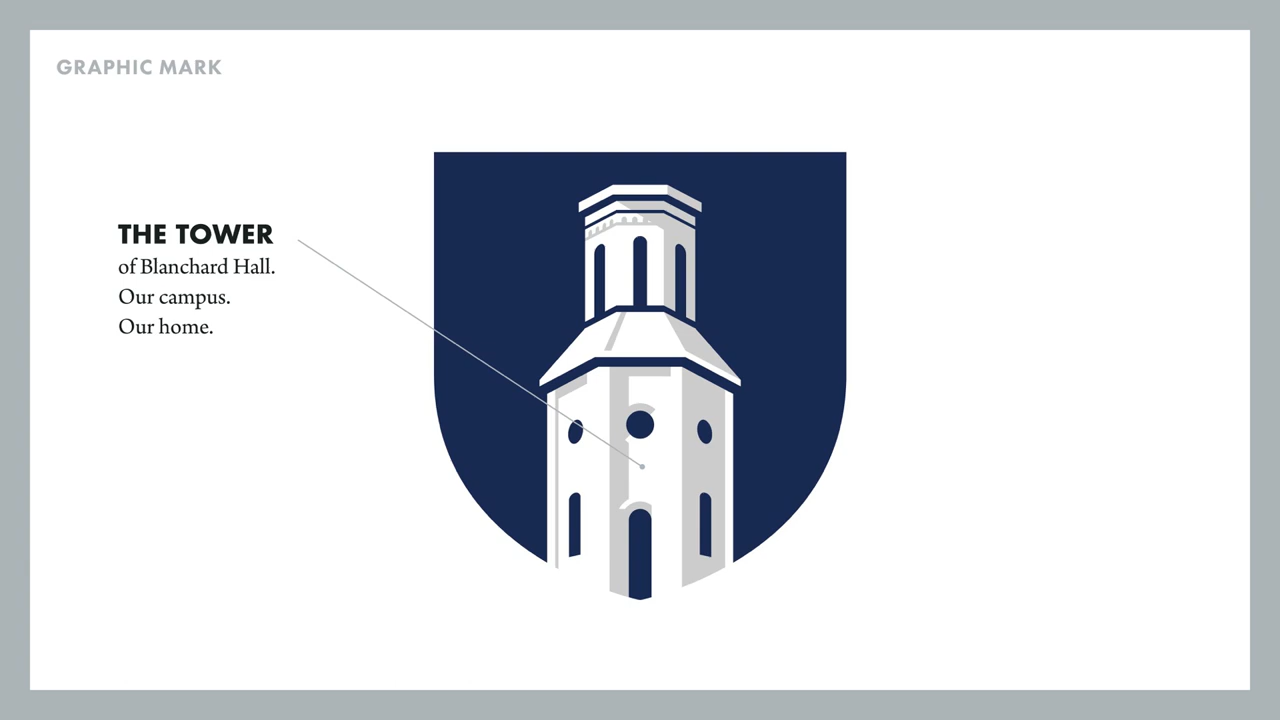 GRAPHIC MARK
THE TOWER
of Blanchard Hall.
Our campus.
Our home.